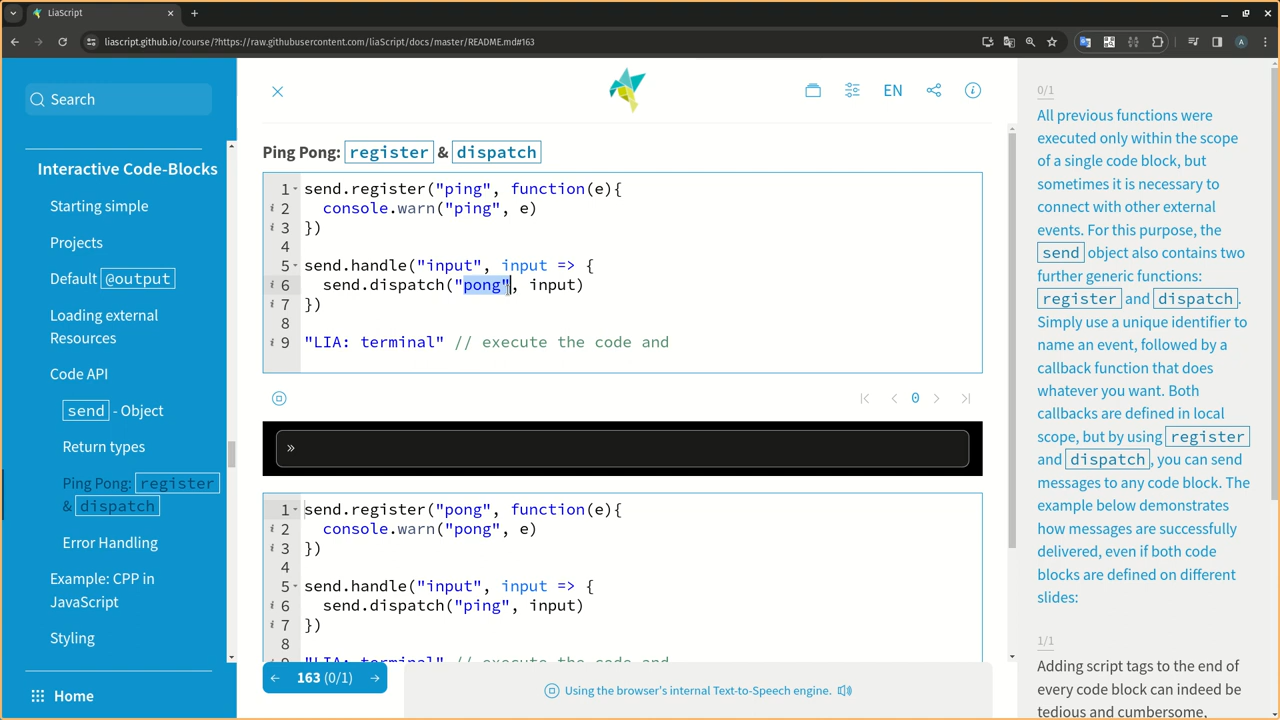 LiaScript
liascript.github.io/course/?https://raw.githubusercontent.com/liaScript/docs/master/README.md#163
A
Search
Interactive Code-Blocks
Starting simple
Projects
Default @output
Loading external
Resources
Code API
send - Object
Return types
Ping Pong: register
& dispatch
Error Handling
Example: CPP in
JavaScript
Styling
Home
EN
Ping Pong: register & dispatch
1 send.register("ping", function(e){
2 console.warn("ping", e)
3 })
4
5 send.handle("input", input => {
6 send.dispatch("pong", input)
7 })
8
9 "LIA: terminal" // execute the code and
0
»
1 send.register("pong", function(e){
2 console.warn("pong", e)
3 })
4
5 send.handle("input", input => {
6 send.dispatch("ping", input)
7 })
8
9 "LIA: terminal" // execute the code and
163 (0/1)
Using the browser's internal Text-to-Speech engine.
0/1
All previous functions were
executed only within the scope
of a single code block, but
sometimes it is necessary to
connect with other external
events. For this purpose, the
send object also contains two
further generic functions:
register and dispatch.
Simply use a unique identifier to
name an event, followed by a
callback function that does
whatever you want. Both
callbacks are defined in local
scope, but by using register
and dispatch, you can send
messages to any code block. The
example below demonstrates
how messages are successfully
delivered, even if both code
blocks are defined on different
slides:
1/1
Adding script tags to the end of
every code block can indeed be
tedious and cumbersome,